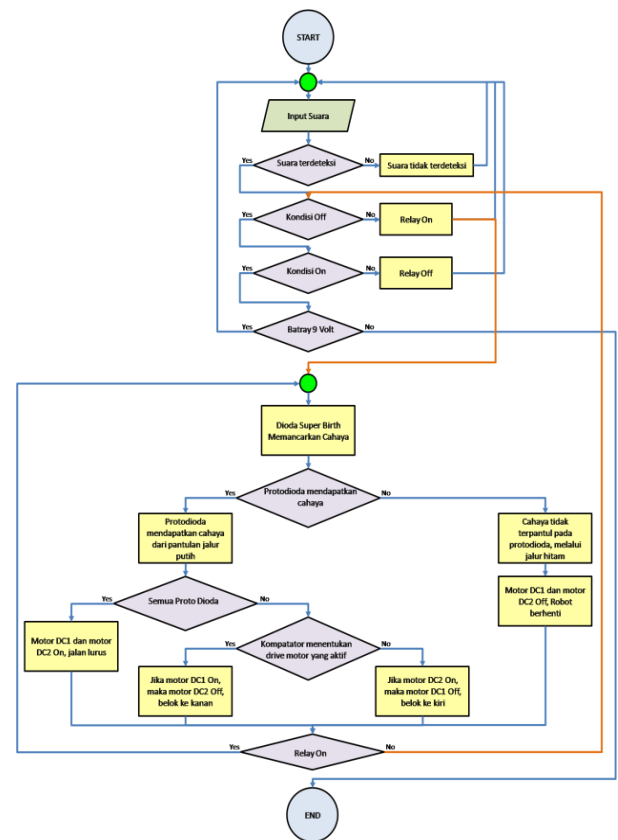 START
Input Suara
Yes
Suara terdeteksi
No
Suara tidak terdeteksi
Yes
Kondisi Off
No
Relay On
Yes
Kondisi On
No
Relay Off
Yes
Batray 9 Volt
No
Dioda Super Birth
Memancarkan Cahaya
Yes
Protodioda mendapatkan
cahaya
No
Protodioda
mendapatkan cahaya
dari pantulan jalur
putih
Cahaya tidak
terpantul pada
protodioda, melalui
jalur hitam
Yes
Semua Proto Dioda
No
Motor DC1 dan motor
DC2 Off, Robot
berhenti
Motor DC1 dan motor
DC2 On, jalan lurus
Yes
Kompatator menentukan
drive motor yang aktif
No
Jika motor DC1 On,
maka motor DC2 Off,
belok ke kanan
Jika motor DC2 On,
maka motor DC1 Off,
belok ke kiri
Yes
Relay On
No
END